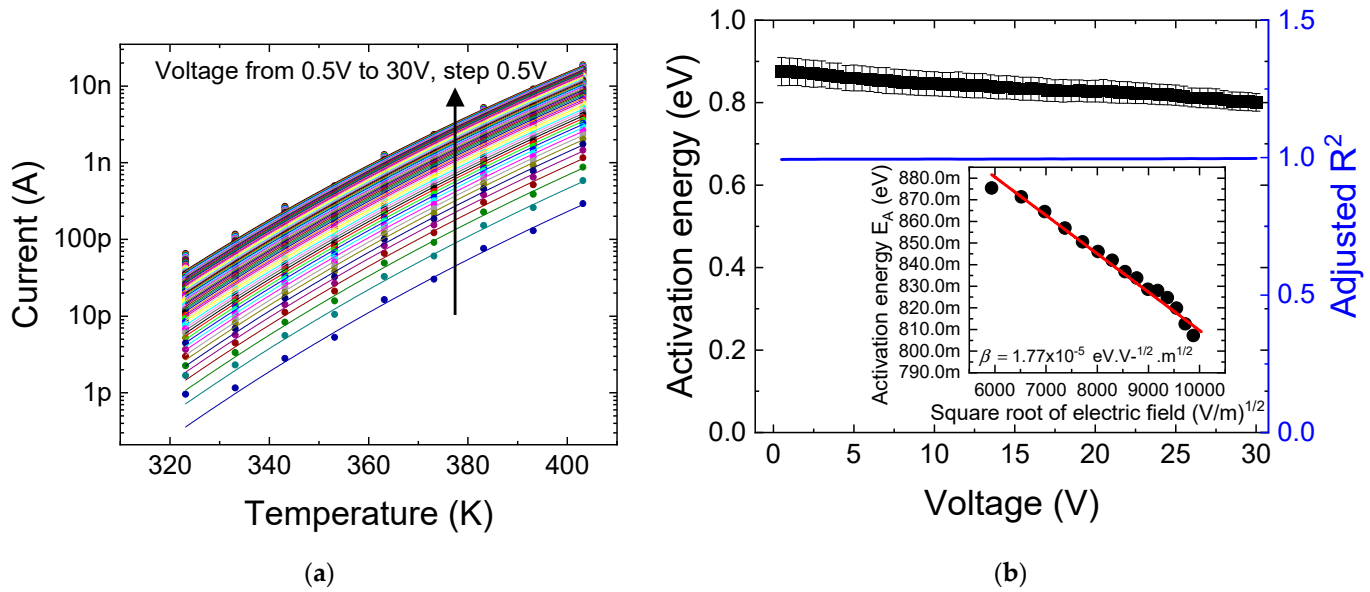 Voltage from 0.5V to 30V, step 0.5V
10n
1n
100p
10p
1p
Current (A)
320 340 360 380 400
Temperature (K)
(a)
1.0
0.8
0.6
0.4
0.2
0.0
Activation energy (eV)
0 5 10 15 20 25 30
Voltage (V)
1.5
1.0
0.5
0.0
Adjusted R²
880.0m
870.0m
860.0m
850.0m
840.0m
830.0m
820.0m
810.0m
800.0m
790.0m
Activation energy E_A (eV)
β = 1.77x10⁻⁵ eV.V-¹/² .m¹/²
6000 7000 8000 9000 10000
Square root of electric field (V/m)¹/²
(b)